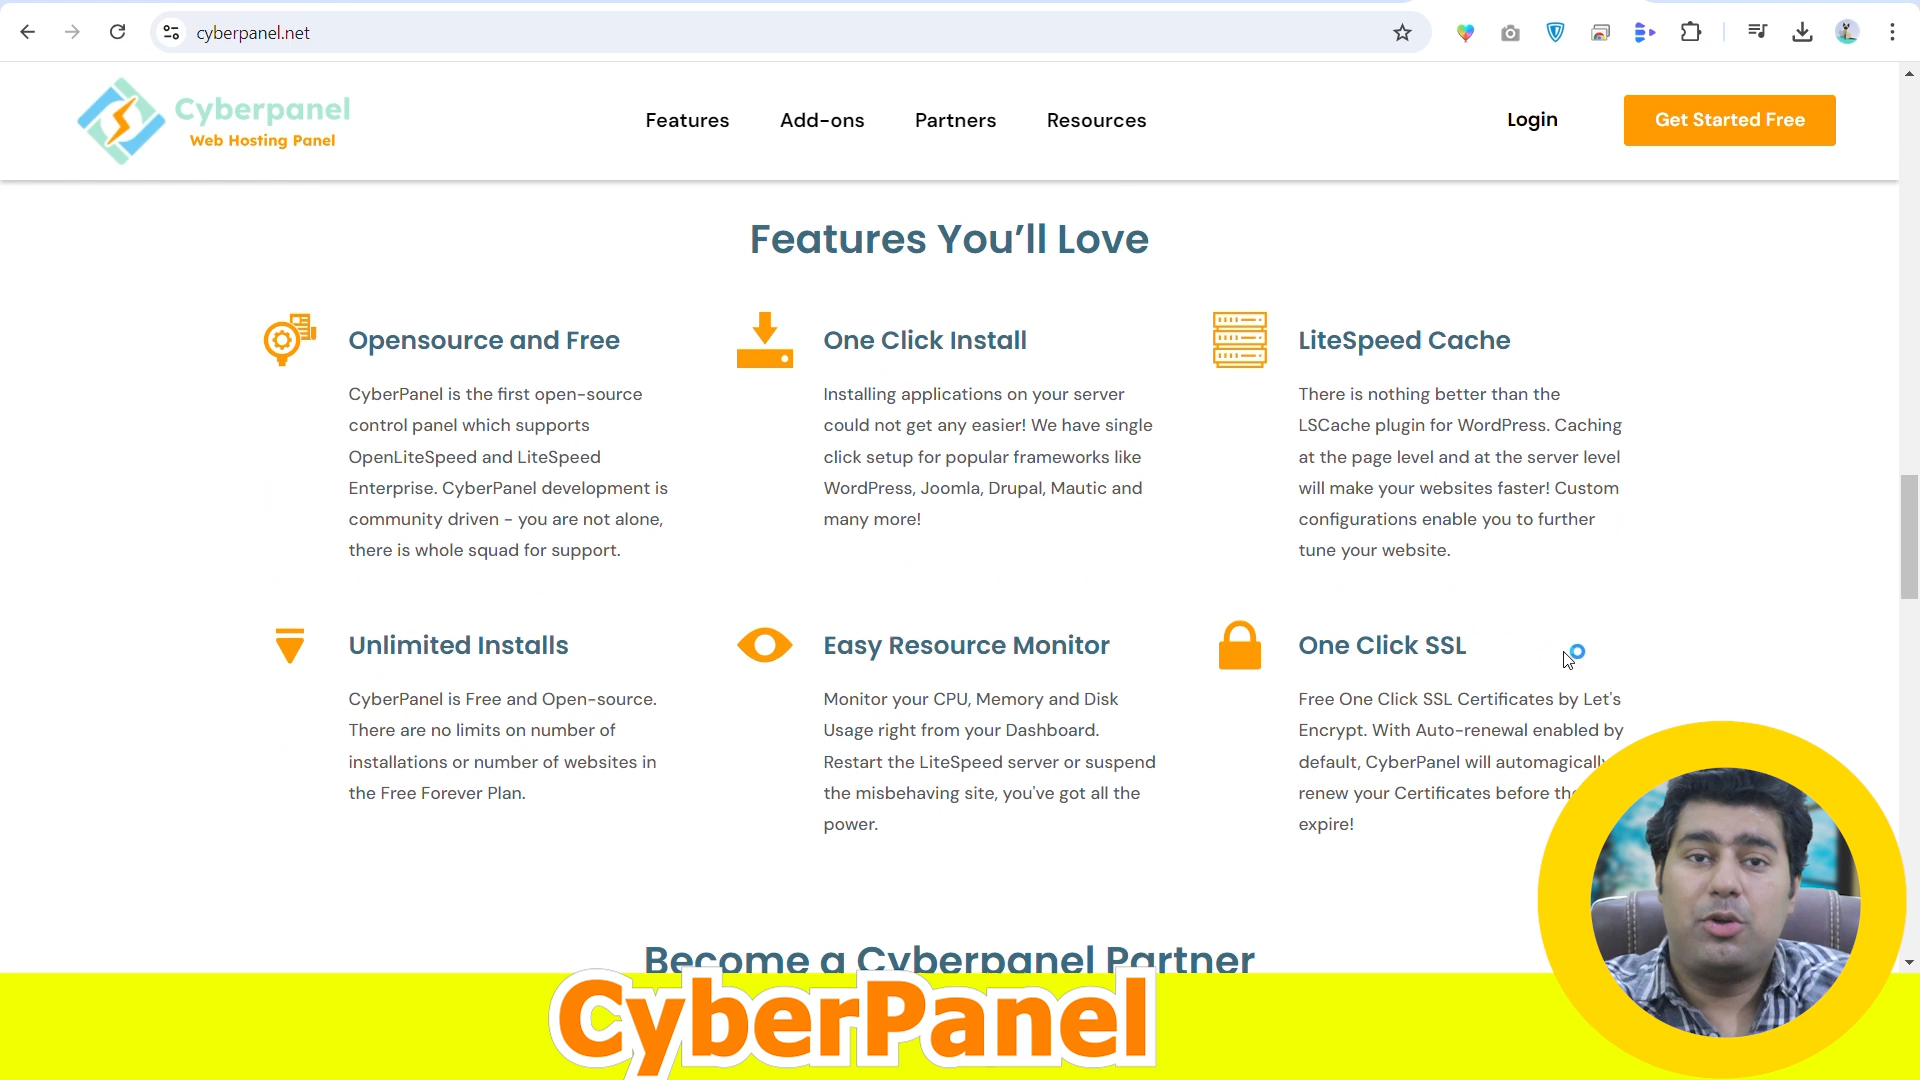 cyberpanel.net
Cyberpanel
Web Hosting Panel
Features
Add-ons
Partners
Resources
Login
Get Started Free
Features You’ll Love
Opensource and Free
CyberPanel is the first open-source
control panel which supports
OpenLiteSpeed and LiteSpeed
Enterprise. CyberPanel development is
community driven - you are not alone,
there is whole squad for support.
One Click Install
Installing applications on your server
could not get any easier! We have single
click setup for popular frameworks like
WordPress, Joomla, Drupal, Mautic and
many more!
LiteSpeed Cache
There is nothing better than the
LSCache plugin for WordPress. Caching
at the page level and at the server level
will make your websites faster! Custom
configurations enable you to further
tune your website.
Unlimited Installs
CyberPanel is Free and Open-source.
There are no limits on number of
installations or number of websites in
the Free Forever Plan.
Easy Resource Monitor
Monitor your CPU, Memory and Disk
Usage right from your Dashboard.
Restart the LiteSpeed server or suspend
the misbehaving site, you've got all the
power.
One Click SSL
Free One Click SSL Certificates by Let's
Encrypt. With Auto-renewal enabled by
default, CyberPanel will automagically
renew your Certificates before
expire!
Become a Cyberpanel Partner
CyberPanel